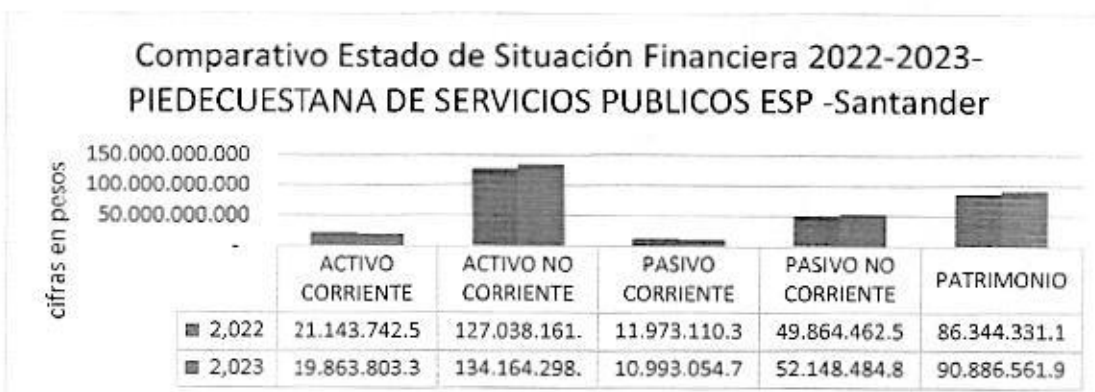 Comparativo Estado de Situación Financiera 2022-2023-
PIEDECUESTANA DE SERVICIOS PUBLICOS ESP -Santander
cifras en pesos
150.000.000.000
100.000.000.000
50.000.000.000
-
ACTIVO CORRIENTE ACTIVO NO CORRIENTE PASIVO CORRIENTE PASIVO NO CORRIENTE PATRIMONIO
2,022 21.143.742.5 127.038.161. 11.973.110.3 49.864.462.5 86.344.331.1
2,023 19.863.803.3 134.164.298. 10.993.054.7 52.148.484.8 90.886.561.9